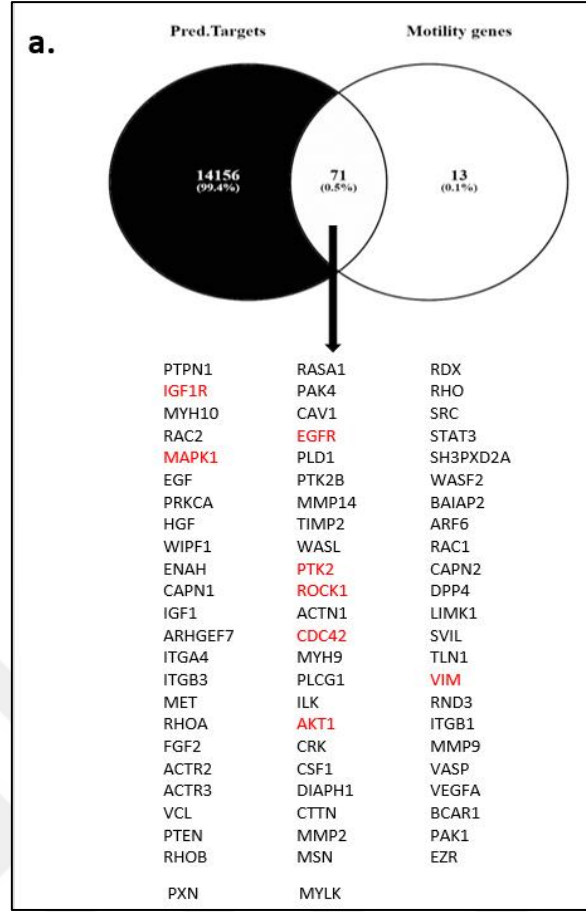 a.
Pred.Targets Motility genes
14156 71 13
(99.4%) (0.5%) (0.1%)
PTPN1 RASA1 RDX
IGF1R PAK4 RHO
MYH10 CAV1 SRC
RAC2 EGFR STAT3
MAPK1 PLD1 SH3PXD2A
EGF PTK2B WASF2
PRKCA MMP14 BAIAP2
HGF TIMP2 ARF6
WIPF1 WASL RAC1
ENAH PTK2 CAPN2
CAPN1 ROCK1 DPP4
IGF1 ACTN1 LIMK1
ARHGEF7 CDC42 SVIL
ITGA4 MYH9 TLN1
ITGB3 PLCG1 VIM
MET ILK RND3
RHOA AKT1 ITGB1
FGF2 CRK MMP9
ACTR2 CSF1 VASP
ACTR3 DIAPH1 VEGFA
VCL CTTN BCAR1
PTEN MMP2 PAK1
RHOB MSN EZR
PXN MYLK